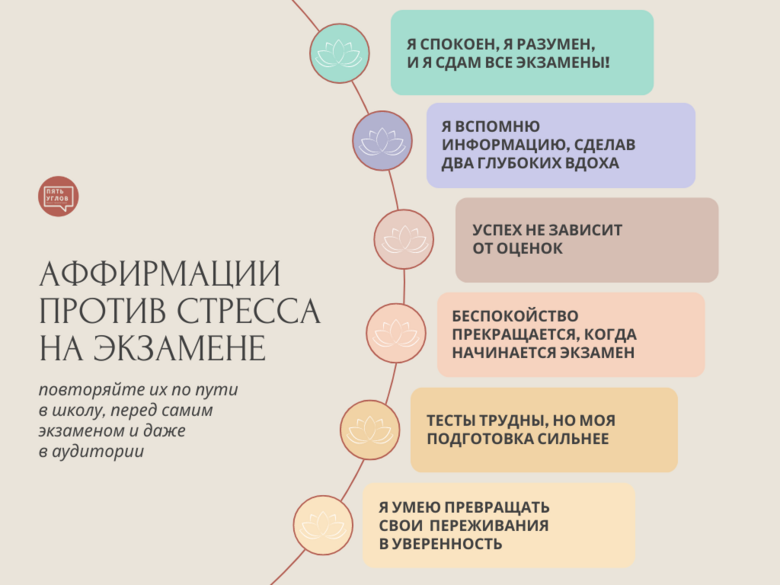 ПЯТЬ
УГЛОВ
АФФИРМАЦИИ
ПРОТИВ СТРЕССА
НА ЭКЗАМЕНЕ
повторяйте их по пути
в школу, перед самим
экзаменом и даже
в аудитории
Я СПОКОЕН, Я РАЗУМЕН,
И Я СДАМ ВСЕ ЭКЗАМЕНЫ!
Я ВСПОМНЮ
ИНФОРМАЦИЮ, СДЕЛАВ
ДВА ГЛУБОКИХ ВДОХА
УСПЕХ НЕ ЗАВИСИТ
ОТ ОЦЕНОК
БЕСПОКОЙСТВО
ПРЕКРАЩАЕТСЯ, КОГДА
НАЧИНАЕТСЯ ЭКЗАМЕН
ТЕСТЫ ТРУДНЫ, НО МОЯ
ПОДГОТОВКА СИЛЬНЕЕ
Я УМЕЮ ПРЕВРАЩАТЬ
СВОИ ПЕРЕЖИВАНИЯ
В УВЕРЕННОСТЬ